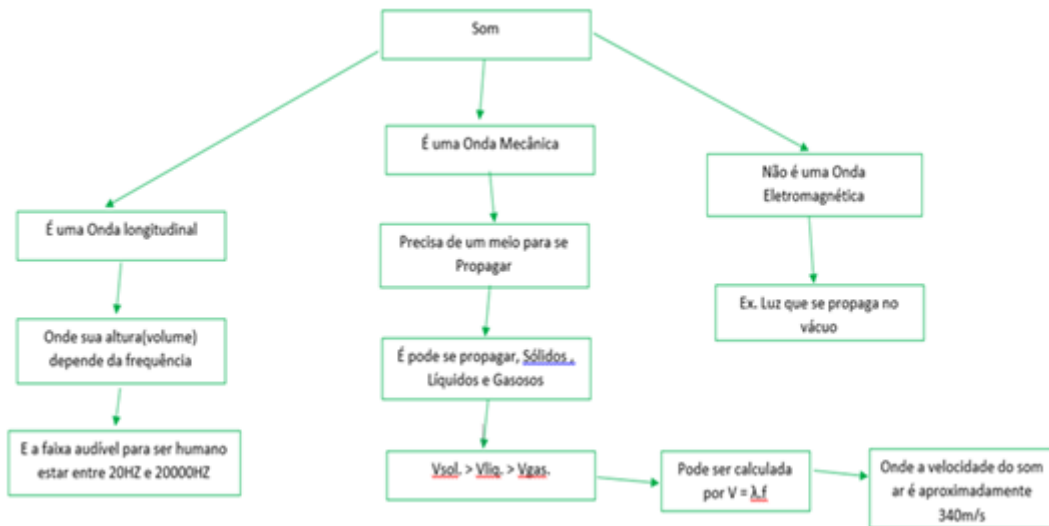 Som
É uma Onda Mecânica
Não é uma Onda
Eletromagnética
É uma Onda longitudinal
Precisa de um meio para se
Propagar
Ex. Luz que se propaga no
vácuo
Onde sua altura(volume)
depende da frequência
É pode se propagar, Sólidos ,
Líquidos e Gasosos
E a faixa audível para ser humano
estar entre 20HZ e 20000HZ
Vsol. > Vliq. > Vgas.
Pode ser calculada
por V = λ.f
Onde a velocidade do som
ar é aproximadamente
340m/s